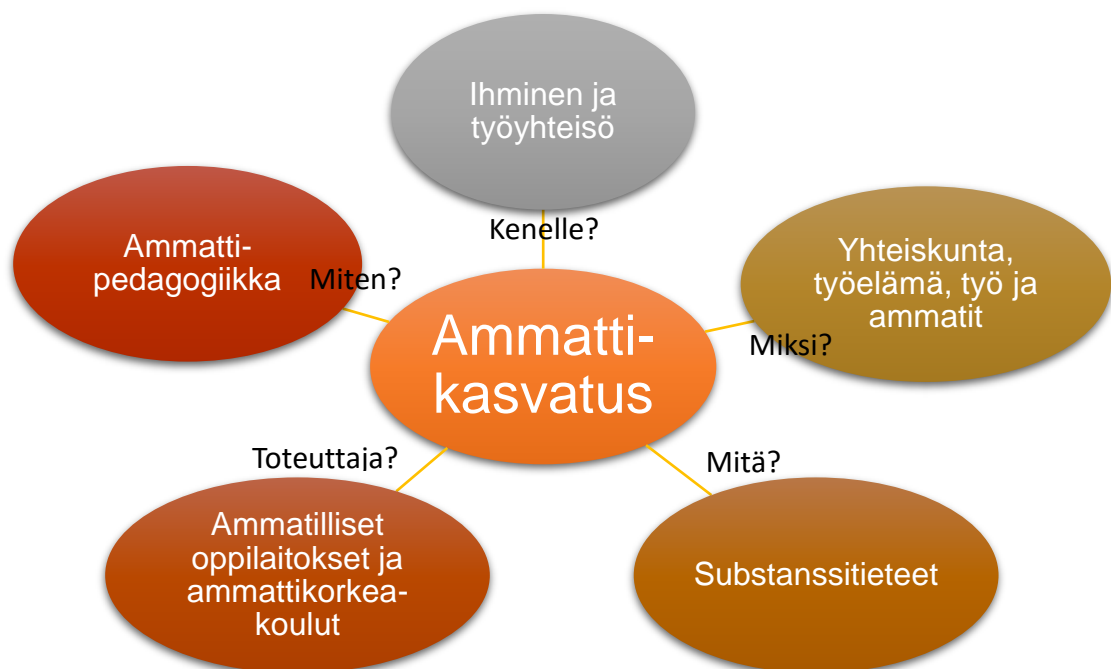 Ihminen ja
työyhteisö
Kenelle?
Ammatti-
pedagogiikka
Miten?
Yhteiskunta,
työelämä, työ ja
ammatit
Miksi?
Ammatti-
kasvatus
Toteuttaja?
Mitä?
Ammatilliset
oppilaitokset ja
ammattikorkea-
koulut
Substanssitieteet